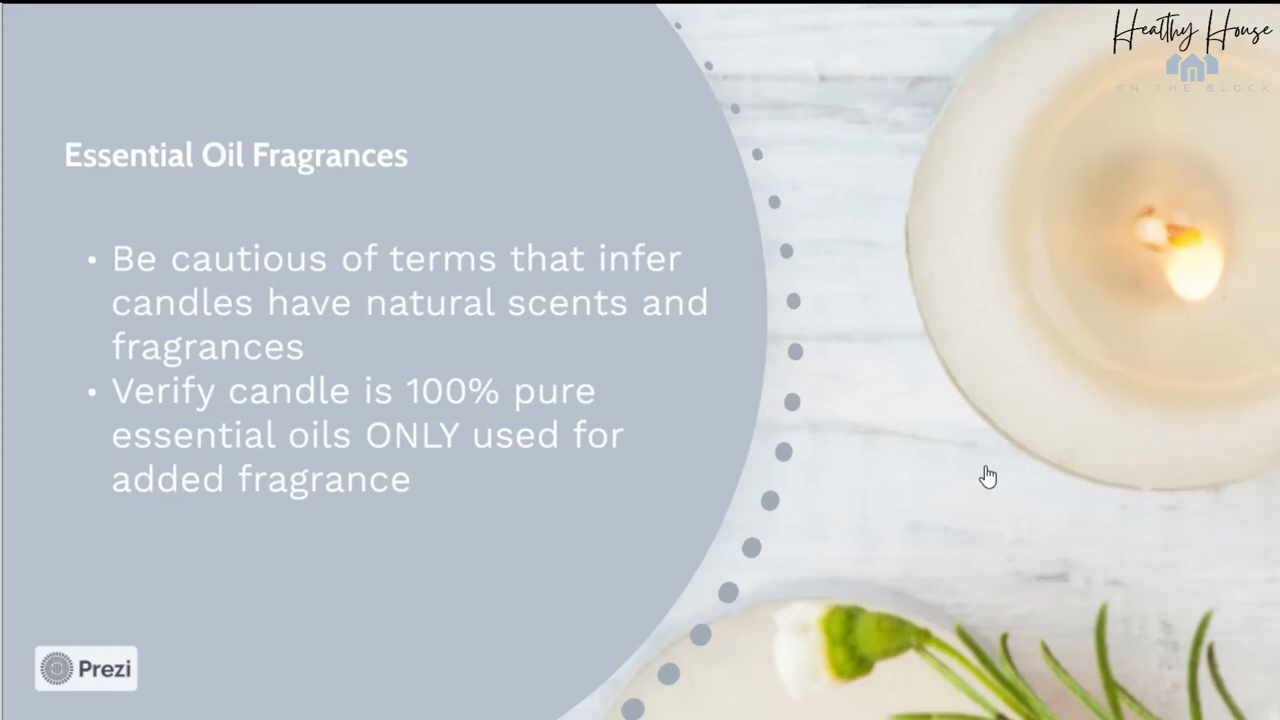 Healthy House
ON THE BLOCK
Essential Oil Fragrances
• Be cautious of terms that infer
candles have natural scents and
fragrances
• Verify candle is 100% pure
essential oils ONLY used for
added fragrance
Prezi